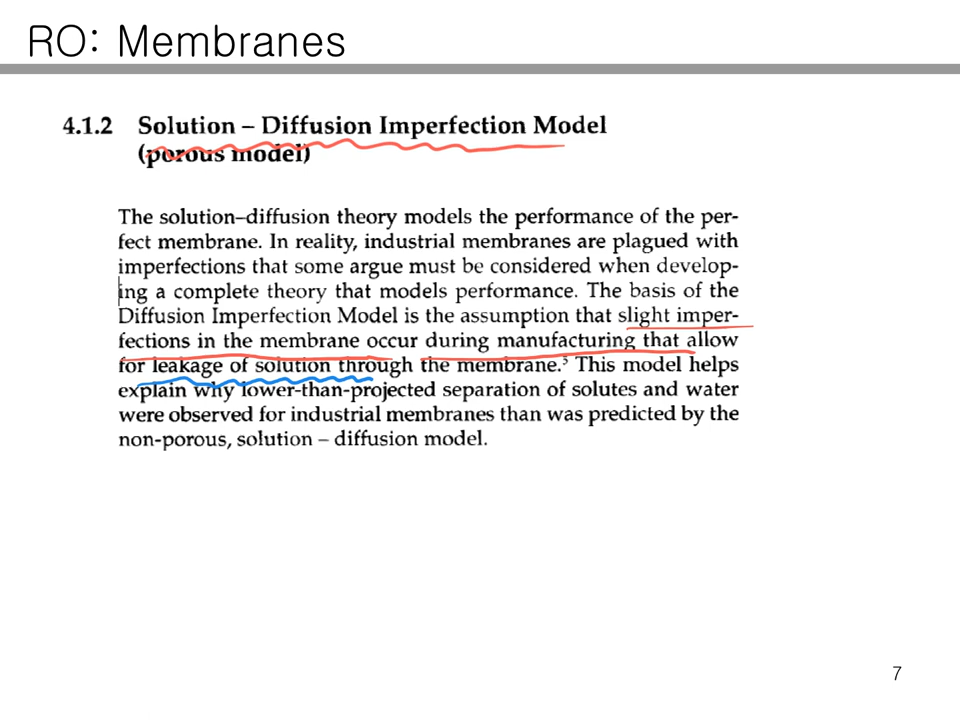 RO: Membranes
4.1.2 Solution – Diffusion Imperfection Model
(porous model)
The solution–diffusion theory models the performance of the per-
fect membrane. In reality, industrial membranes are plagued with
imperfections that some argue must be considered when develop-
ing a complete theory that models performance. The basis of the
Diffusion Imperfection Model is the assumption that slight imper-
fections in the membrane occur during manufacturing that allow
for leakage of solution through the membrane.⁵ This model helps
explain why lower-than-projected separation of solutes and water
were observed for industrial membranes than was predicted by the
non-porous, solution – diffusion model.
7